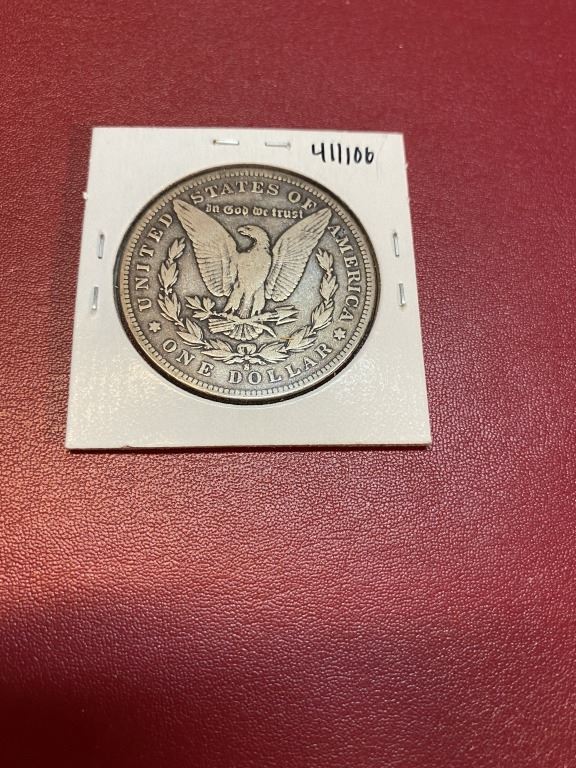 411106
UNITED STATES OF AMERICA
In God we trust
S
ONE DOLLAR